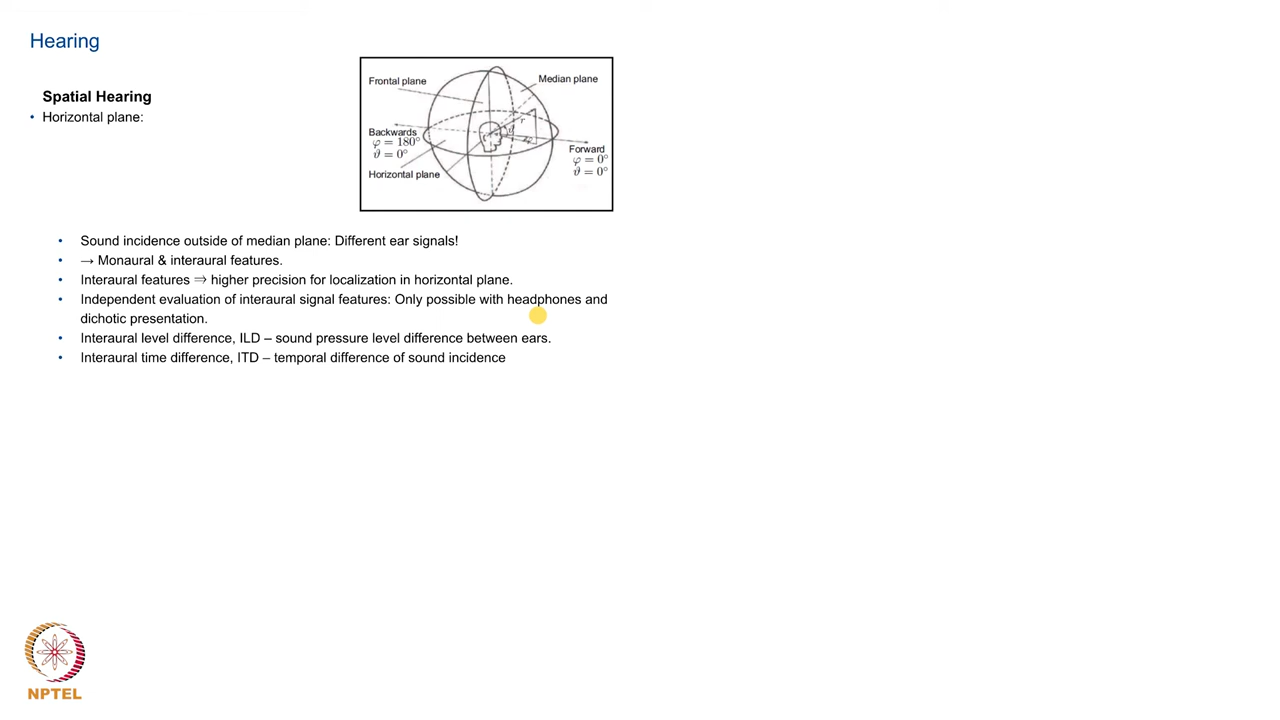 Hearing
Spatial Hearing
• Horizontal plane:
Frontal plane
Median plane
r
ϑ
φ
Backwards
φ = 180°
ϑ = 0°
Forward
φ = 0°
ϑ = 0°
Horizontal plane
• Sound incidence outside of median plane: Different ear signals!
• → Monaural & interaural features.
• Interaural features ⇒ higher precision for localization in horizontal plane.
• Independent evaluation of interaural signal features: Only possible with headphones and
dichotic presentation.
• Interaural level difference, ILD – sound pressure level difference between ears.
• Interaural time difference, ITD – temporal difference of sound incidence
NPTEL